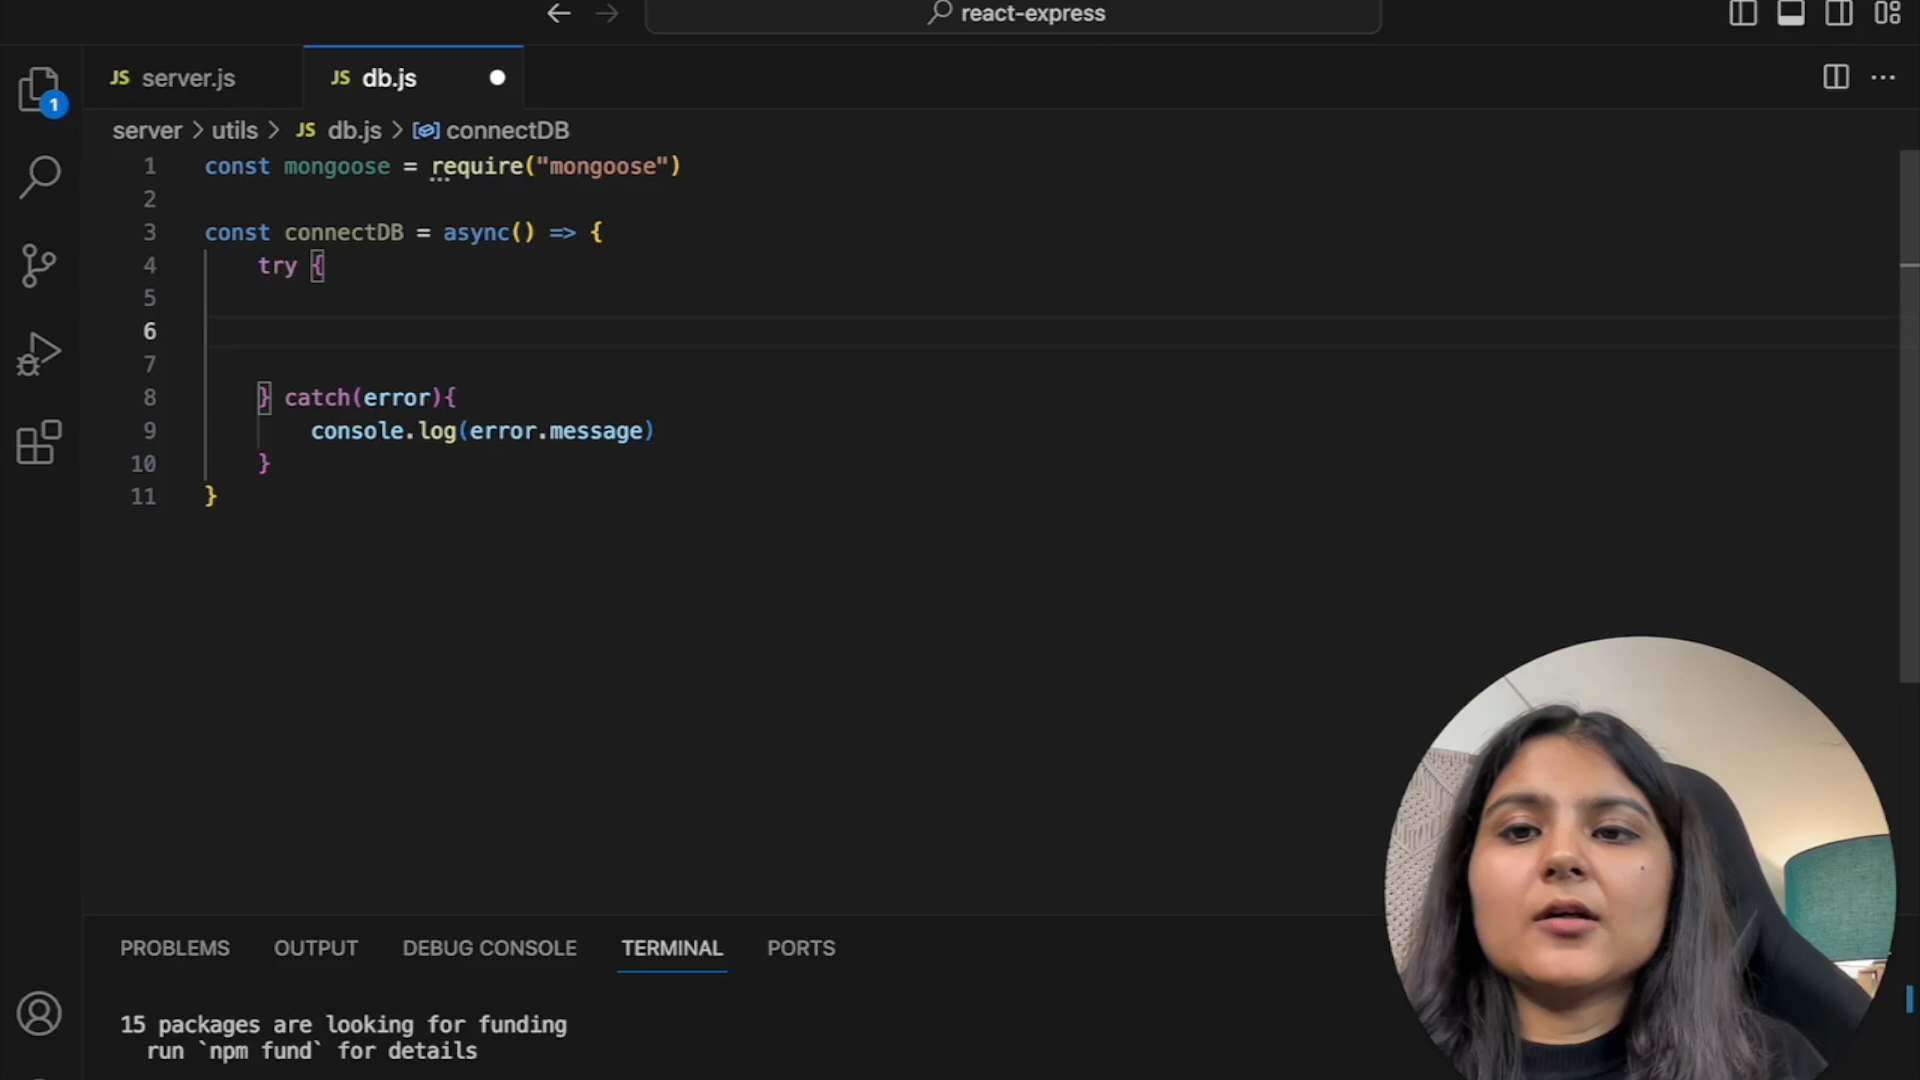 react-express
JS server.js
JS db.js
1
server > utils > JS db.js > connectDB
1 const mongoose = require("mongoose")
2
3 const connectDB = async() => {
4 try {
5
6
7
8 } catch(error){
9 console.log(error.message)
10 }
11 }
PROBLEMS OUTPUT DEBUG CONSOLE TERMINAL PORTS
15 packages are looking for funding
run `npm fund` for details